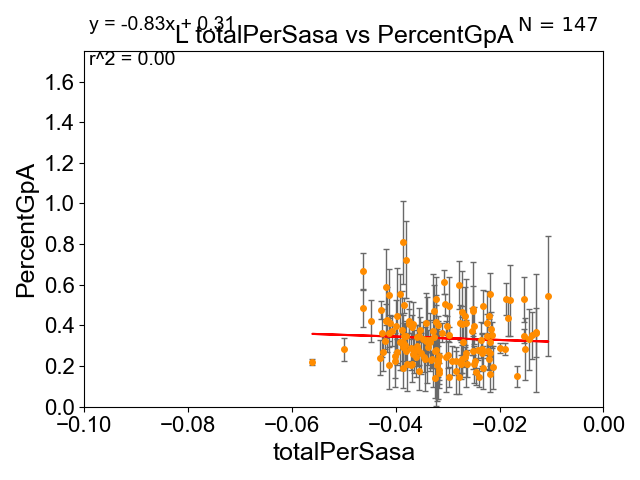 y = -0.83x + 0.31
N = 147
L totalPerSasa vs PercentGpA
r^2 = 0.00
PercentGpA
1.6
1.4
1.2
1.0
0.8
0.6
0.4
0.2
0.0
−0.10 −0.08 −0.06 −0.04 −0.02 0.00
totalPerSasa